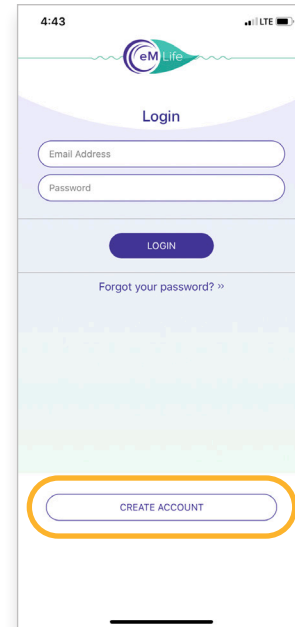 4:43
LTE
eM Life
Login
Email Address
Password
LOGIN
Forgot your password? »
CREATE ACCOUNT